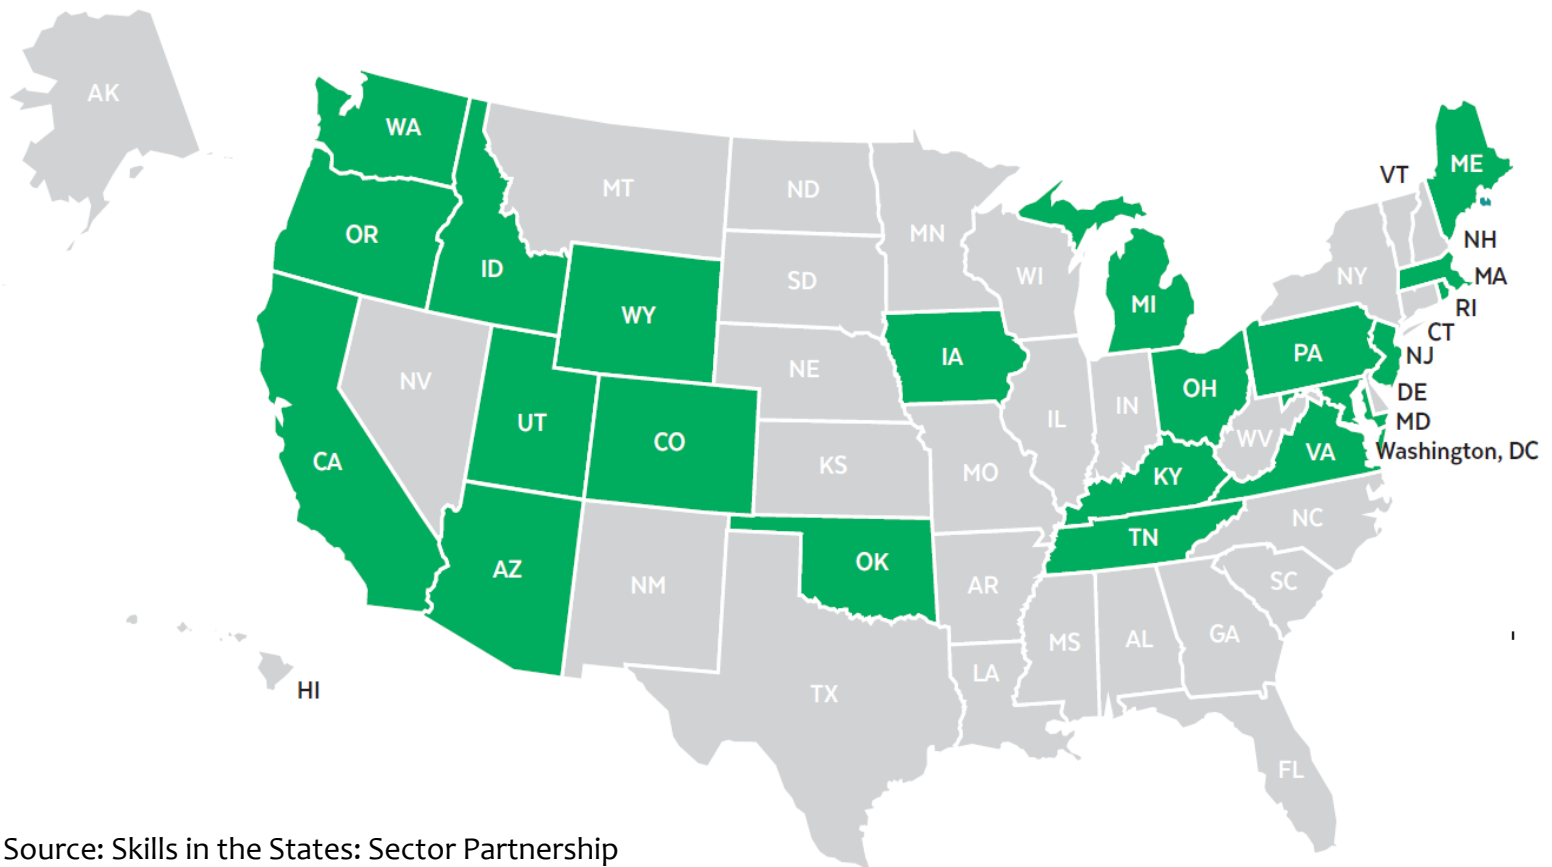 AK
WA
ME
VT
MT
ND
OR
MN
NH
ID
WI
NY
MA
SD
MI
RI
WY
CT
IA
PA
NJ
NE
NV
OH
DE
IN
UT
IL
MD
CO
WV
VA
Washington, DC
CA
KS
MO
KY
NC
TN
OK
AZ
NM
AR
SC
GA
MS
AL
LA
HI
TX
FL
Source: Skills in the States: Sector Partnership